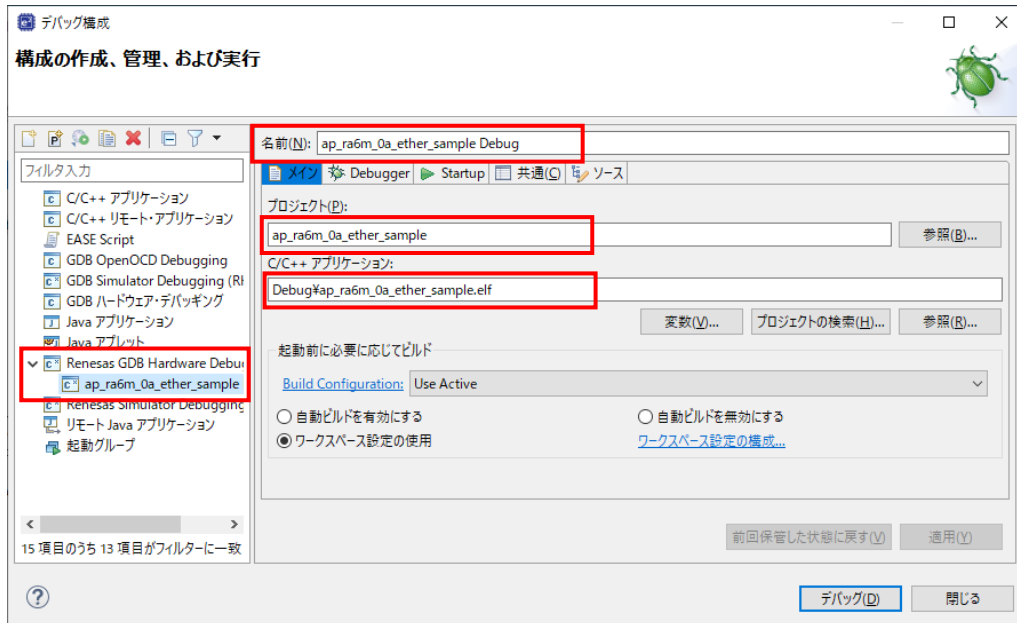 デバッグ構成
構成の作成、管理、および実行
フィルタ入力
C/C++ アプリケーション
C/C++ リモート・アプリケーション
EASE Script
GDB OpenOCD Debugging
GDB Simulator Debugging (RH
GDB ハードウェア・デバッギング
Java アプリケーション
Java アプレット
Renesas GDB Hardware Debug
ap_ra6m_0a_ether_sample
Renesas Simulator Debugging
リモート Java アプリケーション
起動グループ
15 項目のうち 13 項目がフィルターに一致
名前(N): ap_ra6m_0a_ether_sample Debug
メイン Debugger Startup 共通(C) ソース
プロジェクト(P):
ap_ra6m_0a_ether_sample 参照(B)...
C/C++ アプリケーション:
Debug¥ap_ra6m_0a_ether_sample.elf
変数(V)... プロジェクトの検索(H)... 参照(R)...
起動前に必要に応じてビルド
Build Configuration: Use Active
自動ビルドを有効にする 自動ビルドを無効にする
ワークスペース設定の使用 ワークスペース設定の構成...
前回保管した状態に戻す(V) 適用(Y)
デバッグ(D) 閉じる